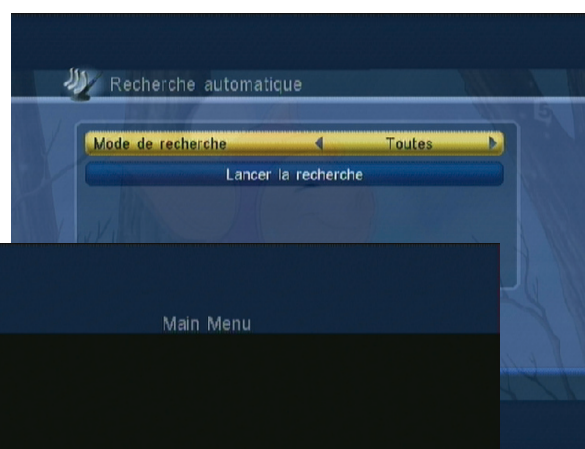 Recherche automatique
Mode de recherche Toutes
Lancer la recherche
Main Menu